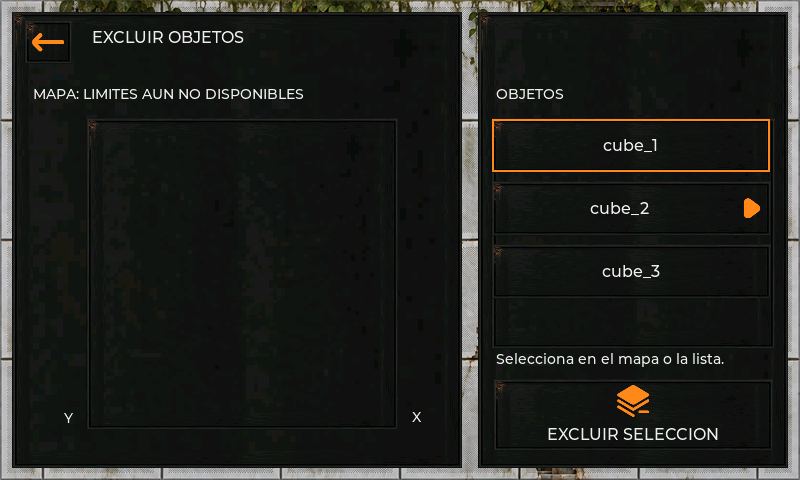 EXCLUIR OBJETOS
MAPA: LIMITES AUN NO DISPONIBLES
Y
X
OBJETOS
cube_1
cube_2
cube_3
Selecciona en el mapa o la lista.
EXCLUIR SELECCION